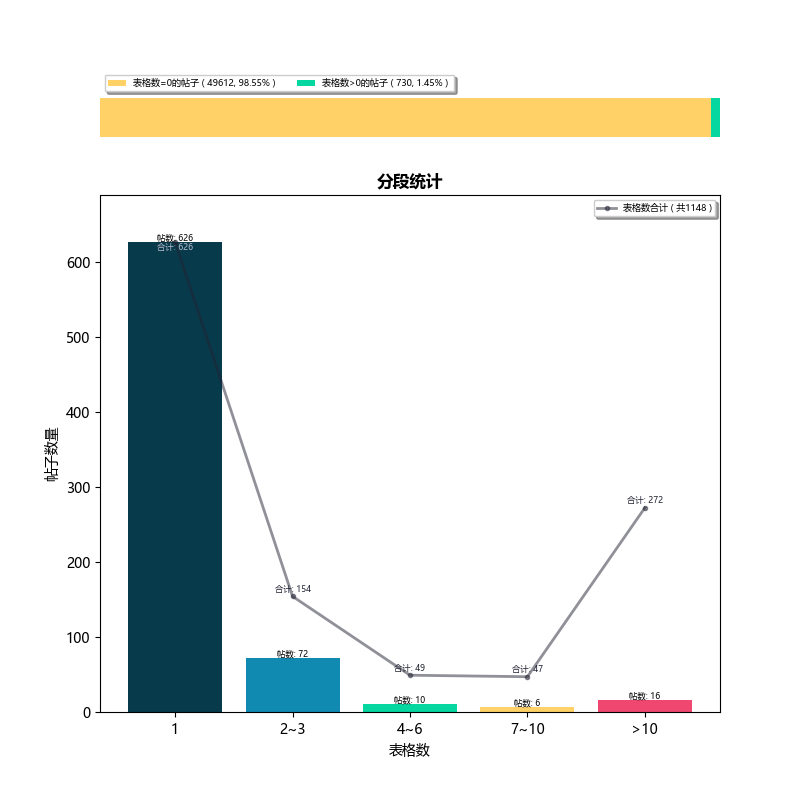 表格数=0的帖子 ( 49612, 98.55% ) 表格数>0的帖子 ( 730, 1.45% )
分段统计
表格数合计 ( 共1148 )
帖数: 626
合计: 626
合计: 272
合计: 154
合计: 49
合计: 47
帖数: 72
帖数: 10
帖数: 6
帖数: 16
600
500
400
300
200
100
0
帖子数量
1 2~3 4~6 7~10 >10
表格数